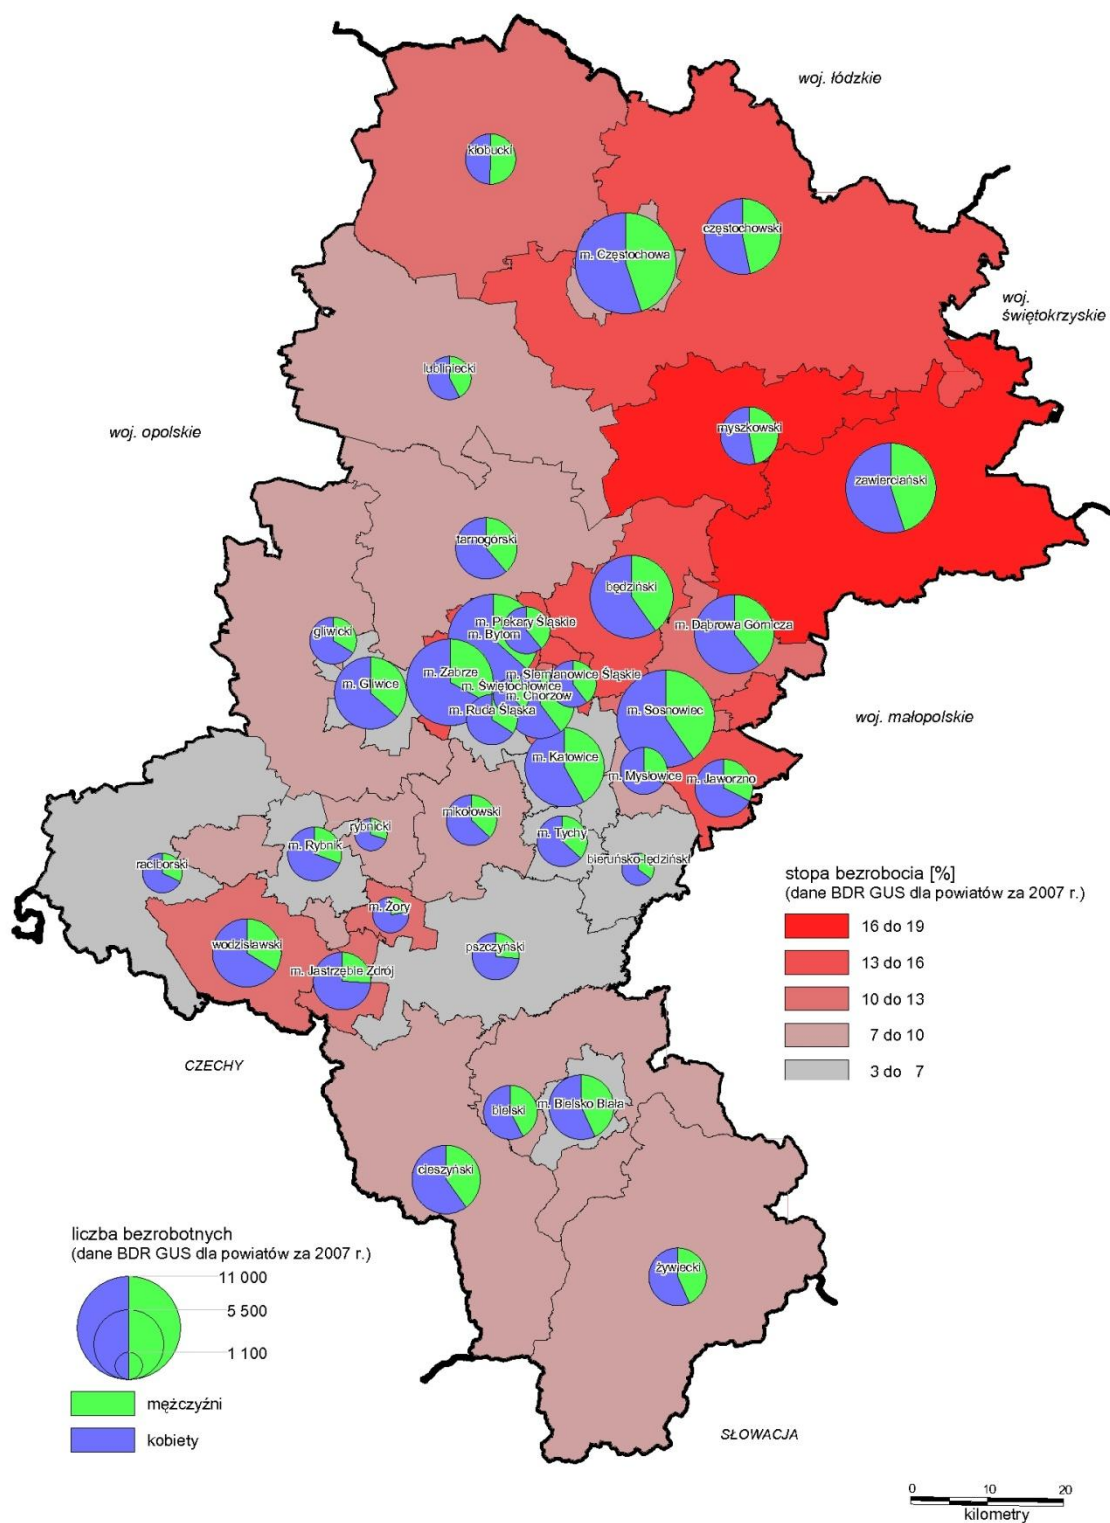 woj. łódzkie
kłobucki
częstochowski
m. Częstochowa
woj.
świętokrzyskie
lubliniecki
woj. opolskie
myszkowski
zawierciański
tarnogórski
będziński
m. Piekary Śląskie
m. Dąbrowa Górnicza
gliwicki
m. Bytom
m. Zabrze
m. Siemianowice Śląskie
m. Gliwice
m. Świętochłowice
m. Chorzów
m. Ruda Śląska
m. Sosnowiec
woj. małopolskie
m. Katowice
m. Mysłowice
m. Jaworzno
mikołowski
rybnicki
m. Tychy
m. Rybnik
bieruńsko-lędziński
raciborski
stopa bezrobocia [%]
(dane BDR GUS dla powiatów za 2007 r.)
16 do 19
13 do 16
10 do 13
7 do 10
3 do 7
m. Żory
wodzisławski
pszczyński
m. Jastrzębie Zdrój
CZECHY
bielski
m. Bielsko Biała
cieszyński
żywiecki
liczba bezrobotnych
(dane BDR GUS dla powiatów za 2007 r.)
11 000
5 500
1 100
mężczyźni
kobiety
SŁOWACJA
0 10 20
kilometry